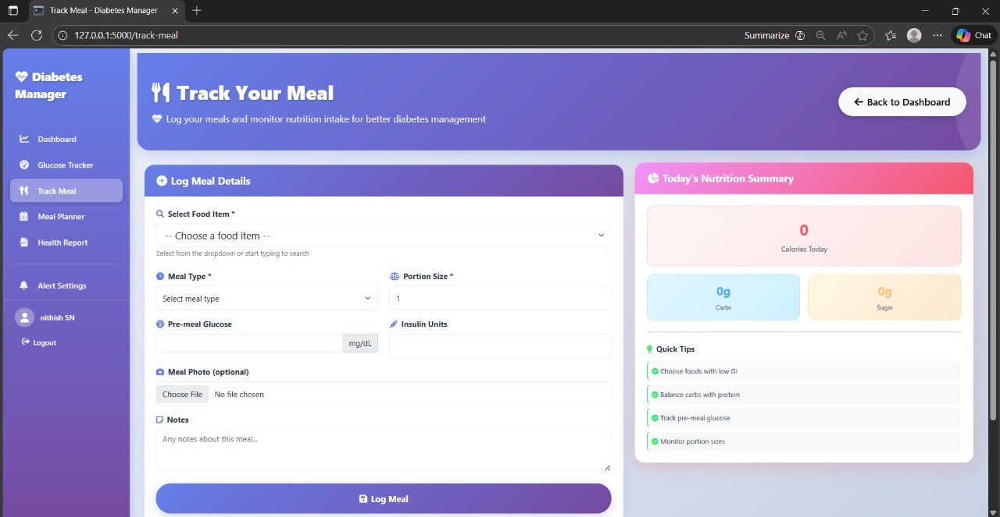 Track Meal - Diabetes Manager
127.0.0.1:5000/track-meal
Summarize
Chat
Diabetes
Manager
Dashboard
Glucose Tracker
Track Meal
Meal Planner
Health Report
Alert Settings
nithish SN
Logout
Track Your Meal
Log your meals and monitor nutrition intake for better diabetes management
Back to Dashboard
Log Meal Details
Select Food Item *
-- Choose a food item --
Select from the dropdown or start typing to search
Meal Type *
Portion Size *
Select meal type
1
Pre-meal Glucose
Insulin Units
mg/dL
Meal Photo (optional)
Choose File No file chosen
Notes
Any notes about this meal...
Log Meal
Today's Nutrition Summary
0
Calories Today
0g
Carbs
0g
Sugar
Quick Tips
Choose foods with low GI
Balance carbs with protein
Track pre-meal glucose
Monitor portion sizes